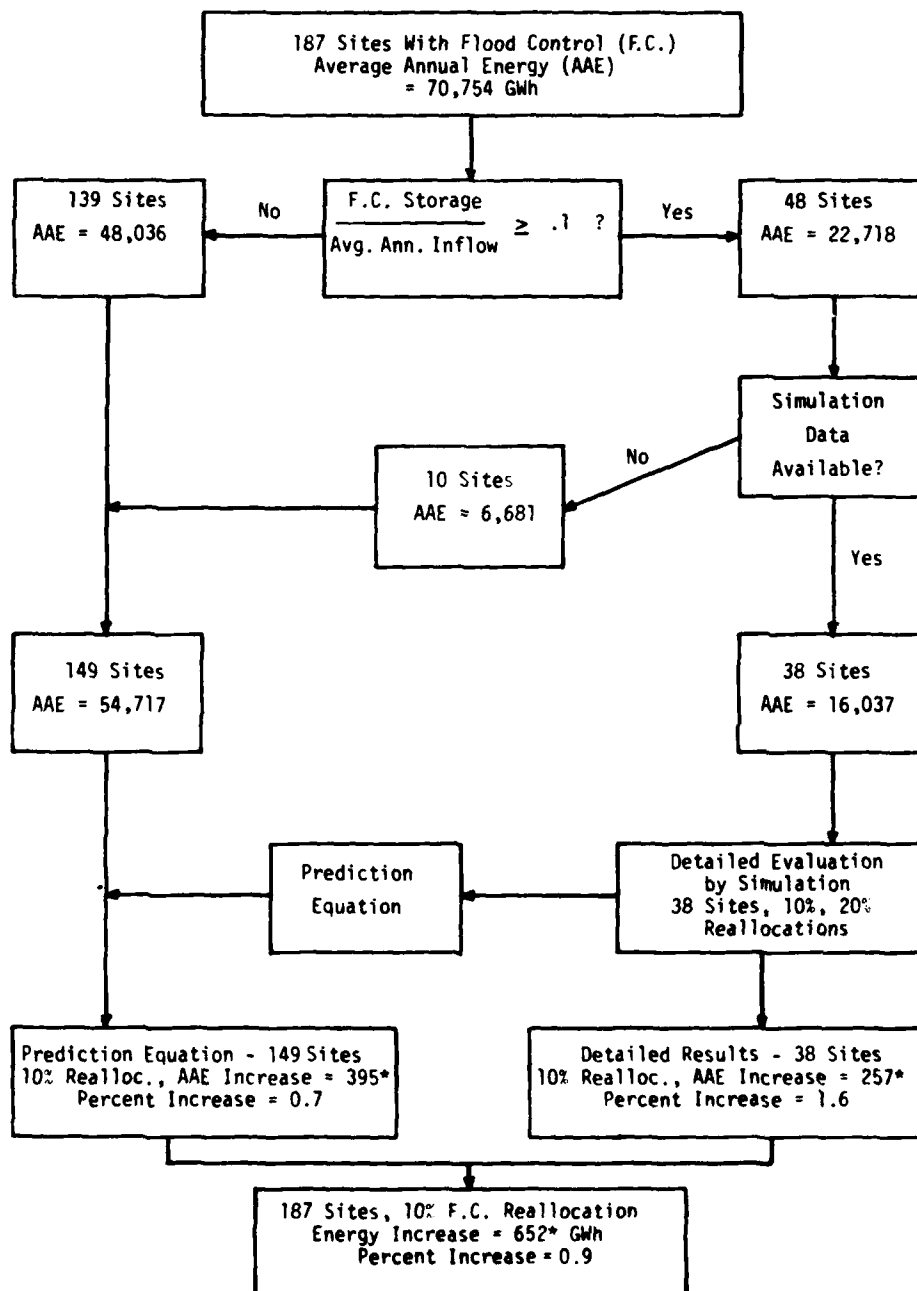 187 Sites With Flood Control (F.C.)
Average Annual Energy (AAE)
= 70,754 GWh
139 Sites
AAE = 48,036
No
F.C. Storage
Avg. Ann. Inflow
≥ .1 ?
Yes
48 Sites
AAE = 22,718
Simulation
Data
Available?
No
10 Sites
AAE = 6,681
Yes
149 Sites
AAE = 54,717
38 Sites
AAE = 16,037
Prediction
Equation
Detailed Evaluation
by Simulation
38 Sites, 10%, 20%
Reallocations
Prediction Equation - 149 Sites
10% Realloc., AAE Increase = 395*
Percent Increase = 0.7
Detailed Results - 38 Sites
10% Realloc., AAE Increase = 257*
Percent Increase = 1.6
187 Sites, 10% F.C. Reallocation
Energy Increase = 652* GWh
Percent Increase = 0.9